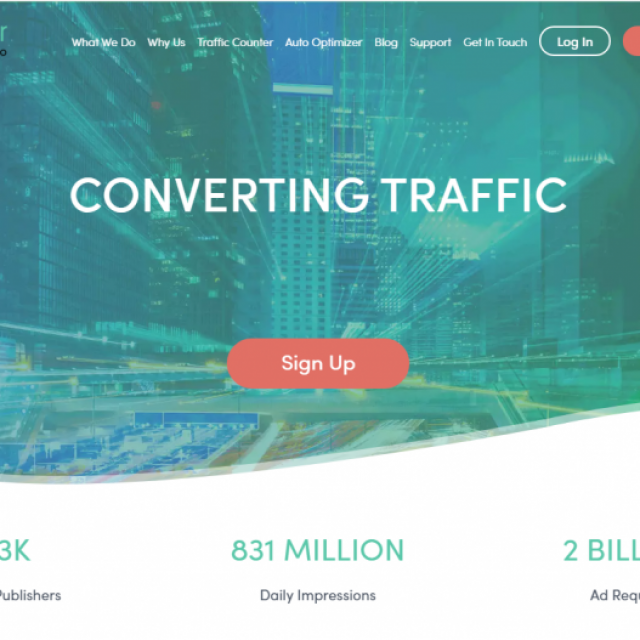 r
o
What We Do Why Us Traffic Counter Auto Optimizer Blog Support Get In Touch Log In
CONVERTING TRAFFIC
Sign Up
3K 831 MILLION 2 BILL
Publishers Daily Impressions Ad Requ